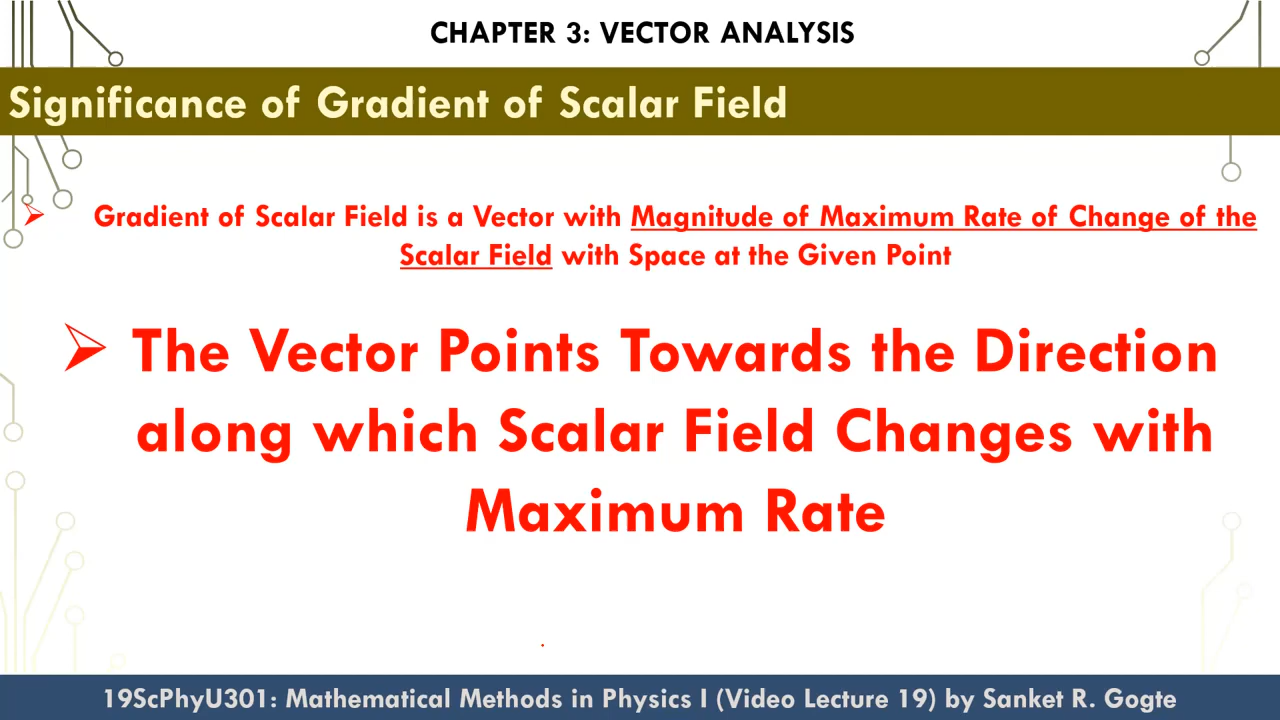 CHAPTER 3: VECTOR ANALYSIS
Significance of Gradient of Scalar Field
Gradient of Scalar Field is a Vector with Magnitude of Maximum Rate of Change of the
Scalar Field with Space at the Given Point
The Vector Points Towards the Direction
along which Scalar Field Changes with
Maximum Rate
19ScPhyU301: Mathematical Methods in Physics I (Video Lecture 19) by Sanket R. Gogte